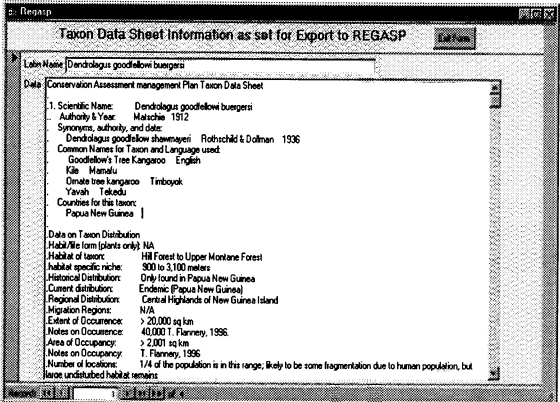 Regasp
Taxon Data Sheet Information as set for Export to REGASP
Exit Form
Latin Name Dendrolagus goodfellowi buergersi
Data Conservation Assessment management Plan Taxon Data Sheet
.1. Scientific Name: Dendrolagus goodfellowi buergersi
. Authority & Year: Matschie 1912
. Synonyms, authority, and date:
. Dendrolagus goodfellow shawmayeri Rothschild & Dollman 1936
. Common Names for Taxon and Language used:
. Goodfellow's Tree Kangaroo English
. Kile Mamafu
. Ornate tree kangaroo Timboyok
. Yavah Tekedu
. Countries for this taxon:
. Papua New Guinea
.Data on Taxon Distribution
.Habit/life form (plants only): NA
.Habitat of taxon: Hill Forest to Upper Montane Forest
.habitat specific niche: 900 to 3,100 meters
.Historical Distribution: Only found in Papua New Guinea
.Current distribution: Endemic (Papua New Guinea)
.Regional Distribution: Central Highlands of New Guinea Island
.Migration Regions: N/A
.Extent of Occurrence: > 20,000 sq km
.Notes on Occurrence: 40,000 T. Flannery, 1996.
.Area of Occupancy: > 2,001 sq km
.Notes on Occupancy: T. Flannery, 1996
.Number of locations: 1/4 of the population is in this range; likely to be some fragmentation due to human population, but
large undisturbed habitat remains
Record: 1 of 4